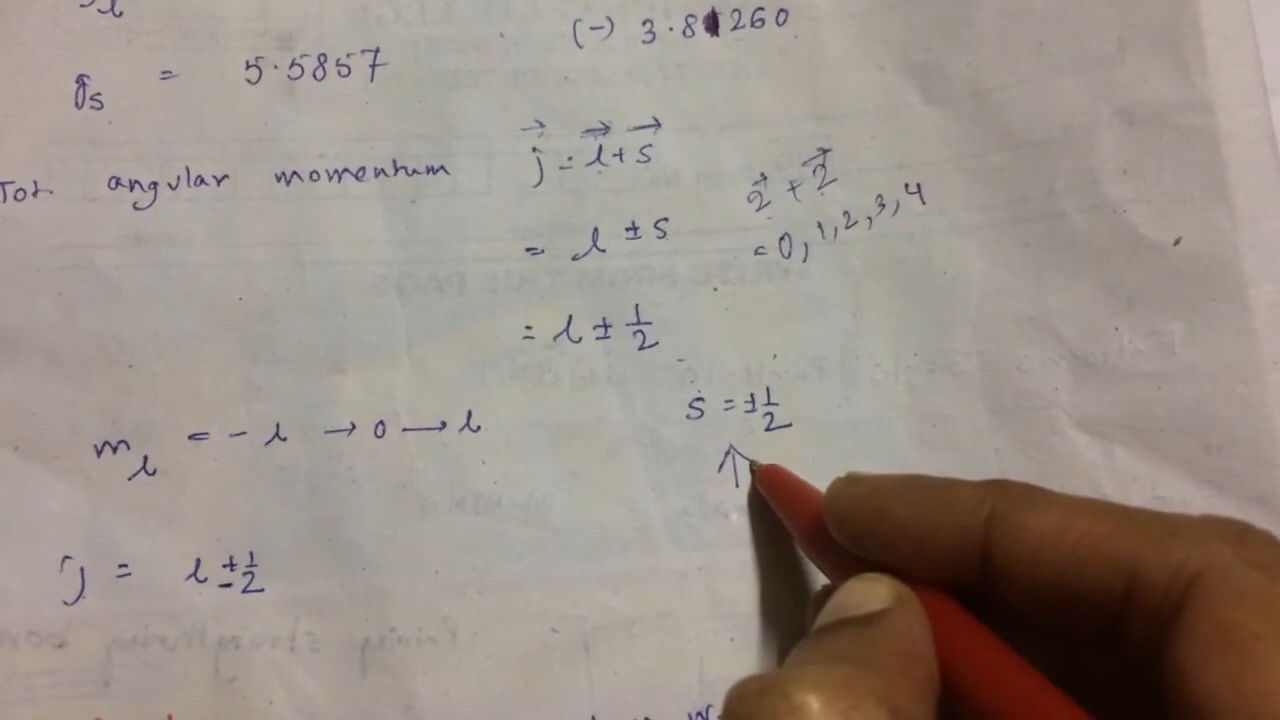 l
(-) 3.8 260
gs = 5.5857
Tot. angular momentum j = l + s
2 + 2
= l ± s
= 0, 1, 2, 3, 4
= l ± 1/2
s = ± 1/2
m l = - l → 0 → l
↑
j = l ± 1/2